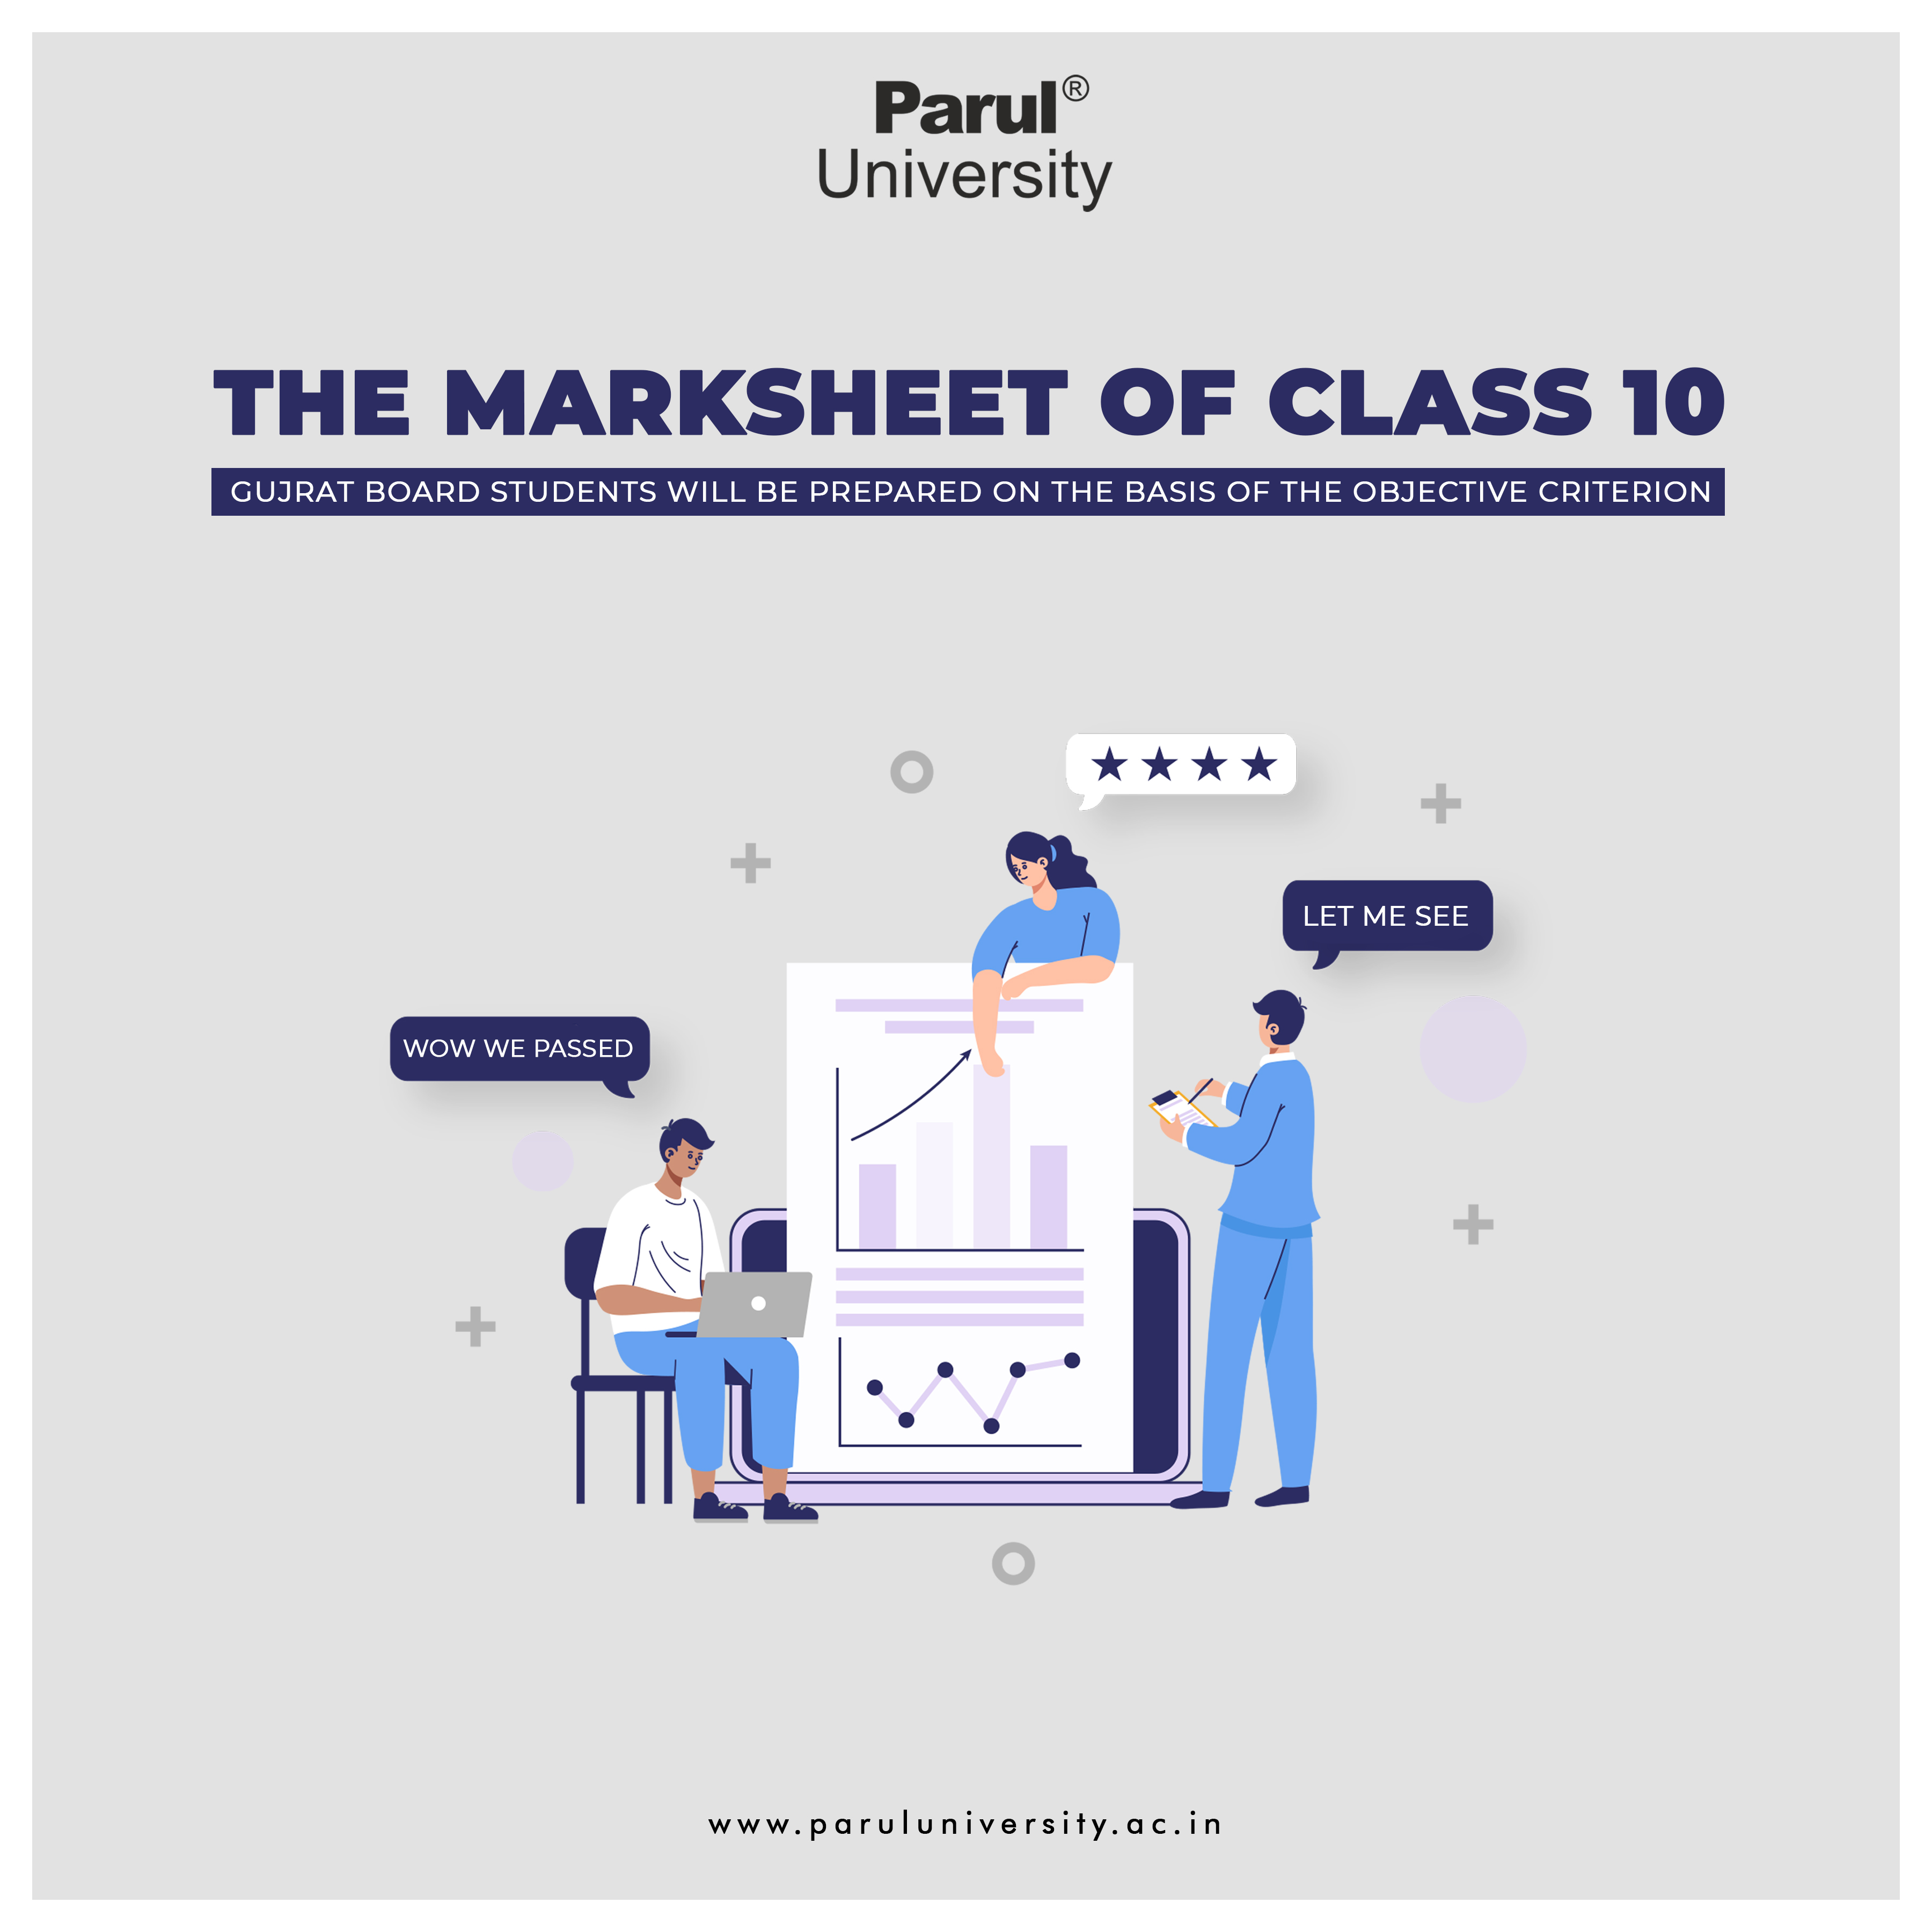 Parul®
University
THE MARKSHEET OF CLASS 10
GUJRAT BOARD STUDENTS WILL BE PREPARED ON THE BASIS OF THE OBJECTIVE CRITERION
LET ME SEE
WOW WE PASSED
www.paruluniversity.ac.in